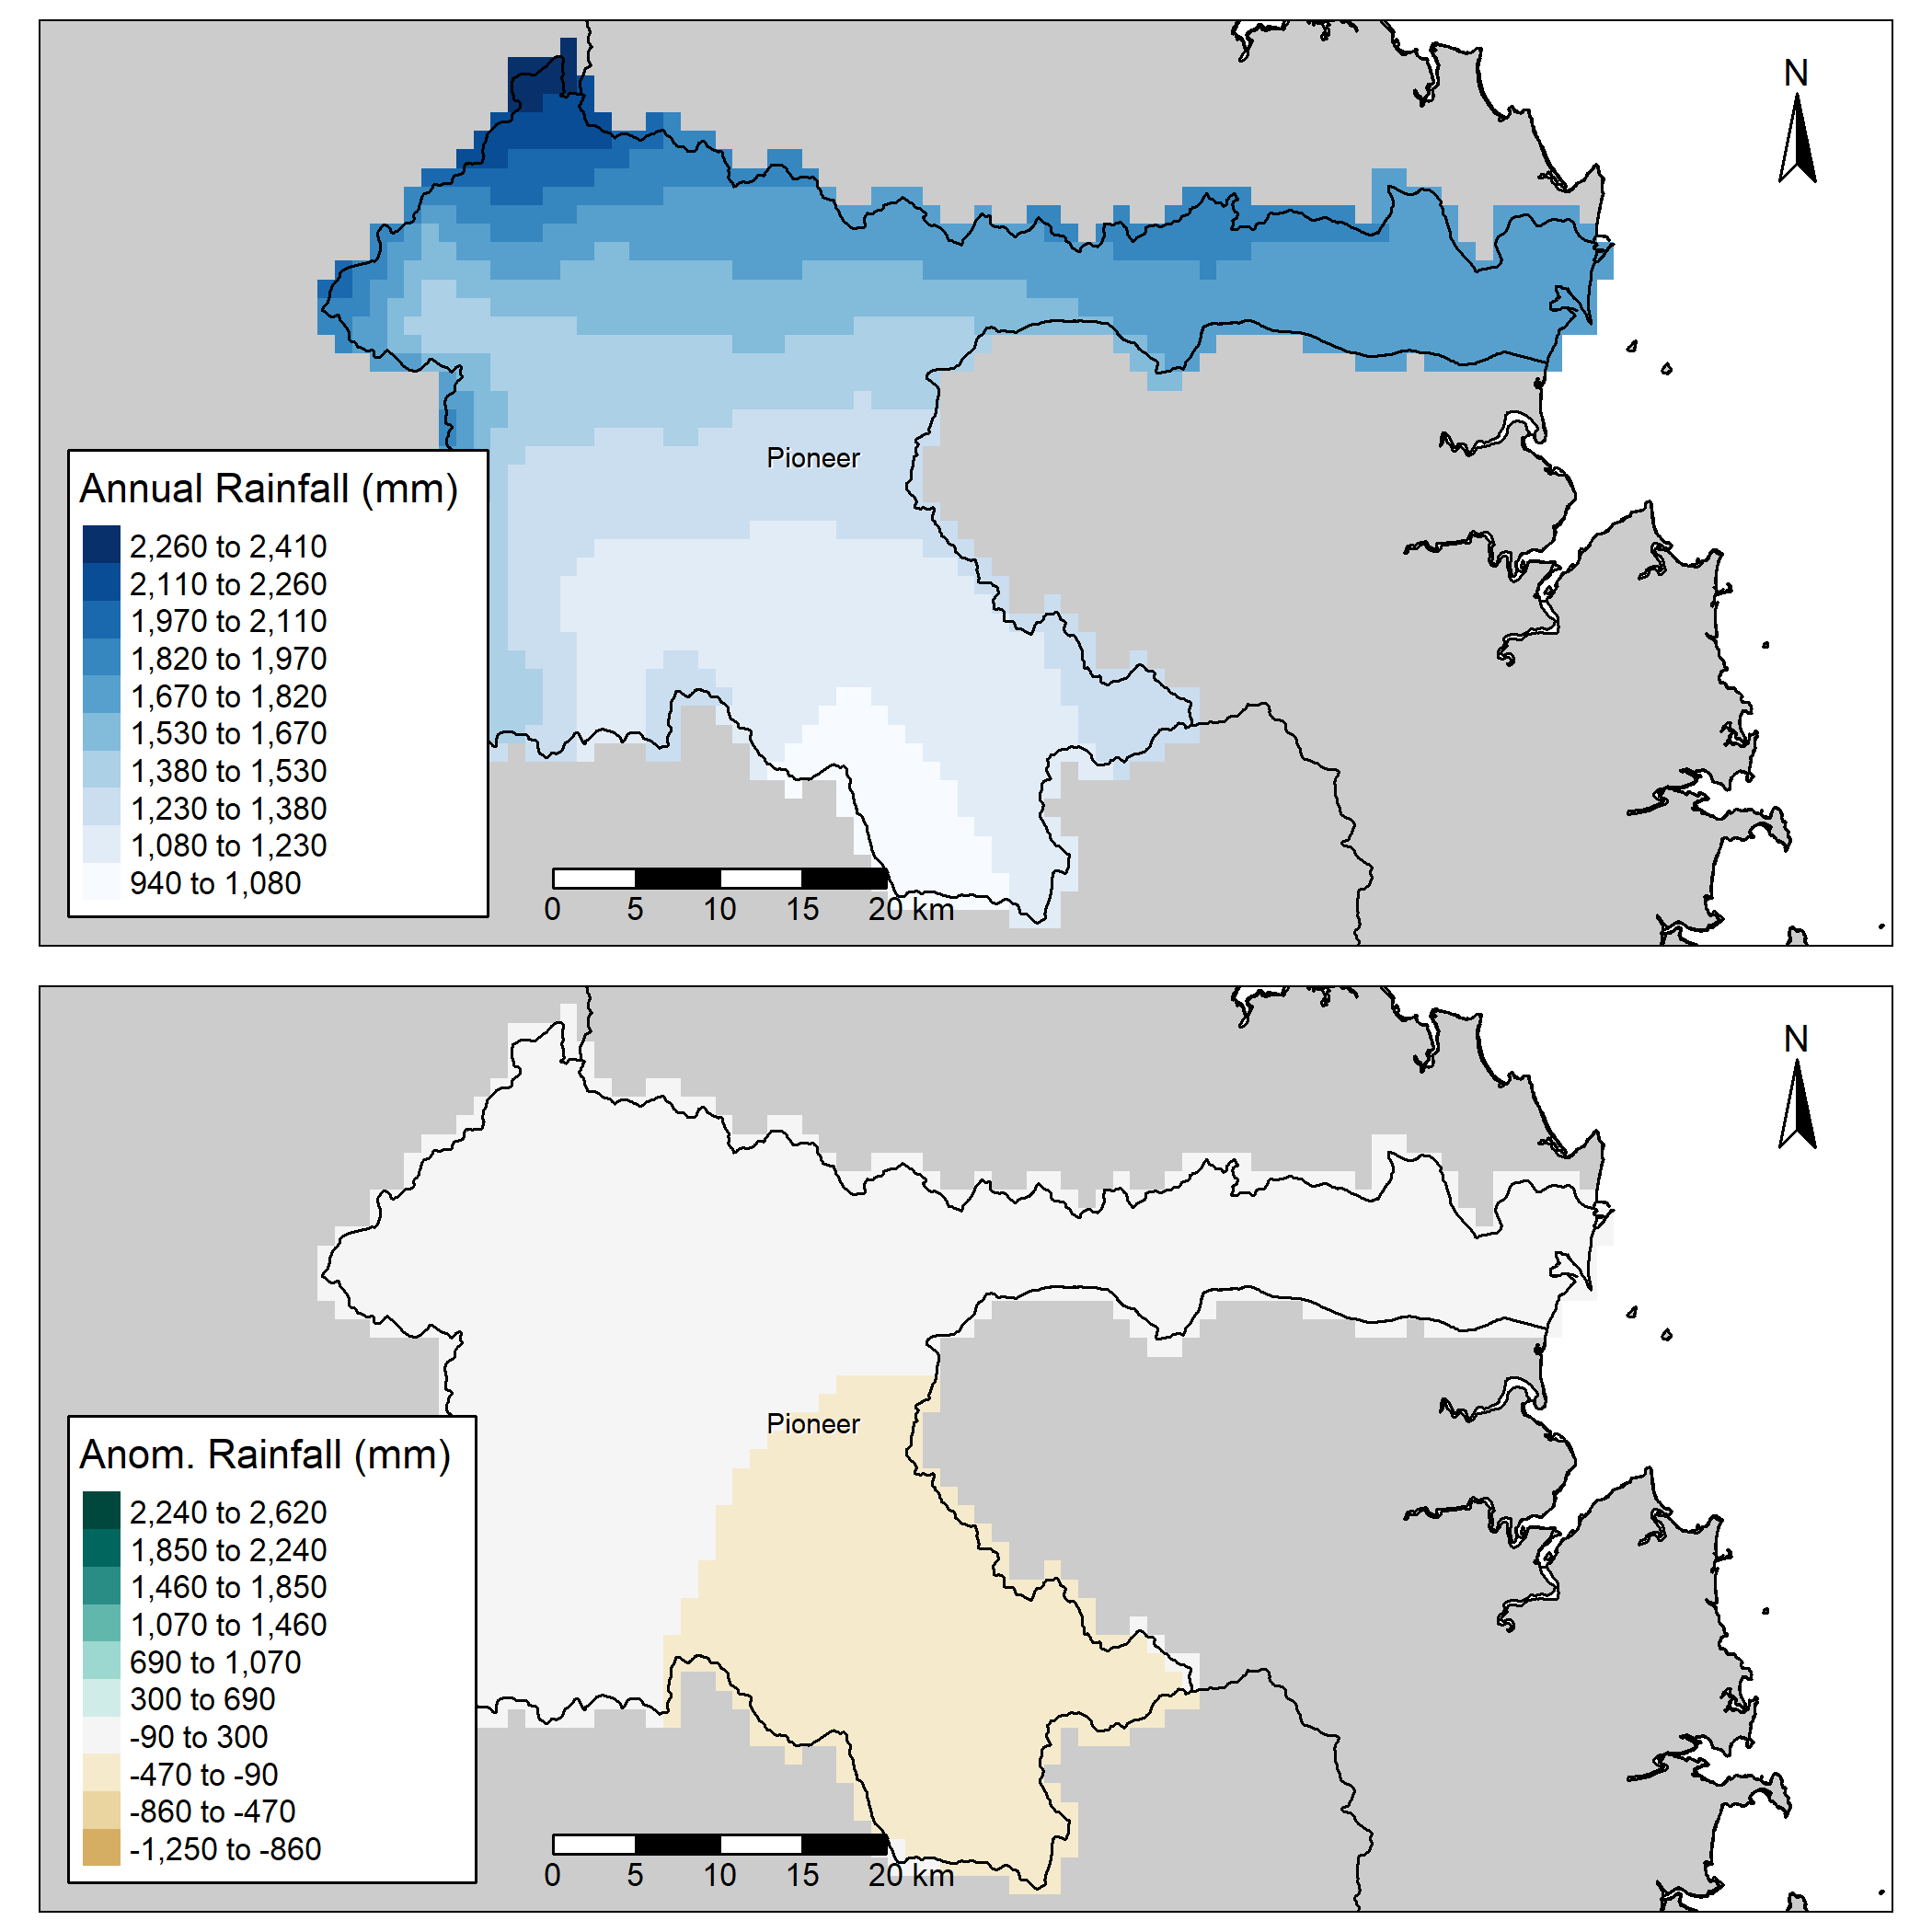 N
Pioneer
Annual Rainfall (mm)
2,260 to 2,410
2,110 to 2,260
1,970 to 2,110
1,820 to 1,970
1,670 to 1,820
1,530 to 1,670
1,380 to 1,530
1,230 to 1,380
1,080 to 1,230
940 to 1,080
0 5 10 15 20 km
N
Pioneer
Anom. Rainfall (mm)
2,240 to 2,620
1,850 to 2,240
1,460 to 1,850
1,070 to 1,460
690 to 1,070
300 to 690
-90 to 300
-470 to -90
-860 to -470
-1,250 to -860
0 5 10 15 20 km